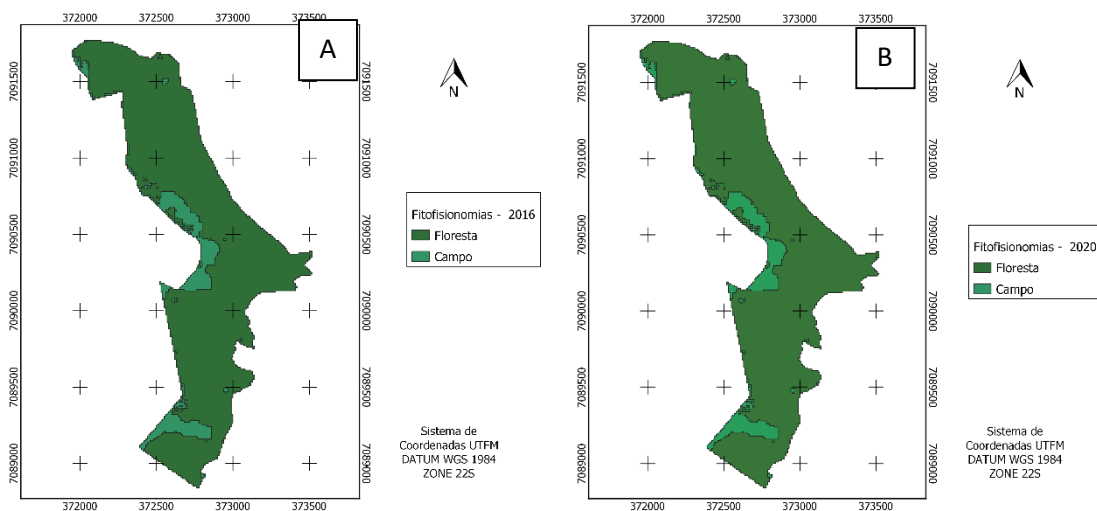 372000 372500 373000 373500
A
N
7091500
7091000
7090500
7090000
7089500
7089000
7091500
7091000
7090500
7090000
7089500
7089000
Fitofisionomias - 2016
Floresta
Campo
Sistema de
Coordenadas UTFM
DATUM WGS 1984
ZONE 22S
372000 372500 373000 373500
372000 372500 373000 373500
B
N
7091500
7091000
7090500
7090000
7089500
7089000
7091500
7091000
7090500
7090000
7089500
7089000
Fitofisionomias - 2020
Floresta
Campo
Sistema de
Coordenadas UTFM
DATUM WGS 1984
ZONE 22S
372000 372500 373000 373500